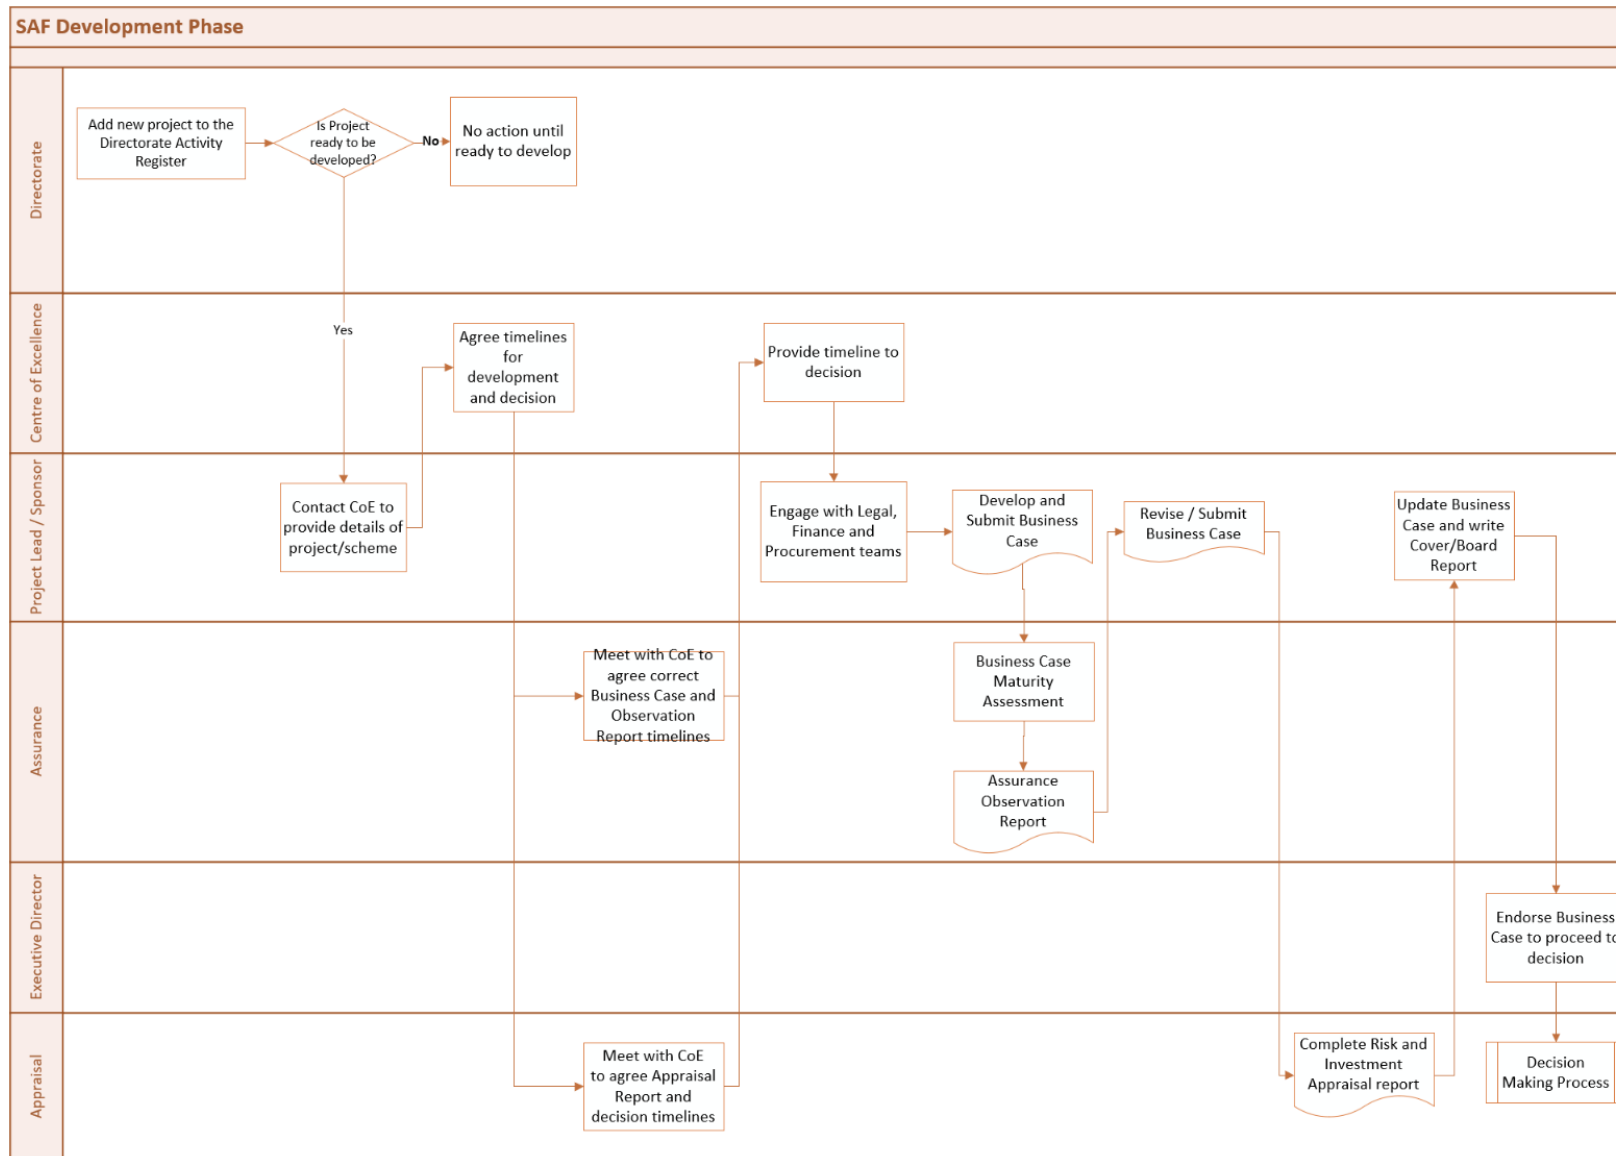 SAF Development Phase
Directorate
Add new project to the
Directorate Activity
Register
Is Project
ready to be
developed?
No
No action until
ready to develop
Yes
Centre of Excellence
Agree timelines
for
development
and decision
Provide timeline to
decision
Project Lead / Sponsor
Contact CoE to
provide details of
project/scheme
Engage with Legal,
Finance and
Procurement teams
Develop and
Submit Business
Case
Revise / Submit
Business Case
Update Business
Case and write
Cover/Board
Report
Assurance
Meet with CoE to
agree correct
Business Case and
Observation
Report timelines
Business Case
Maturity
Assessment
Assurance
Observation
Report
Executive Director
Endorse Business
Case to proceed to
decision
Appraisal
Meet with CoE
to agree Appraisal
Report and
decision timelines
Complete Risk and
Investment
Appraisal report
Decision
Making Process